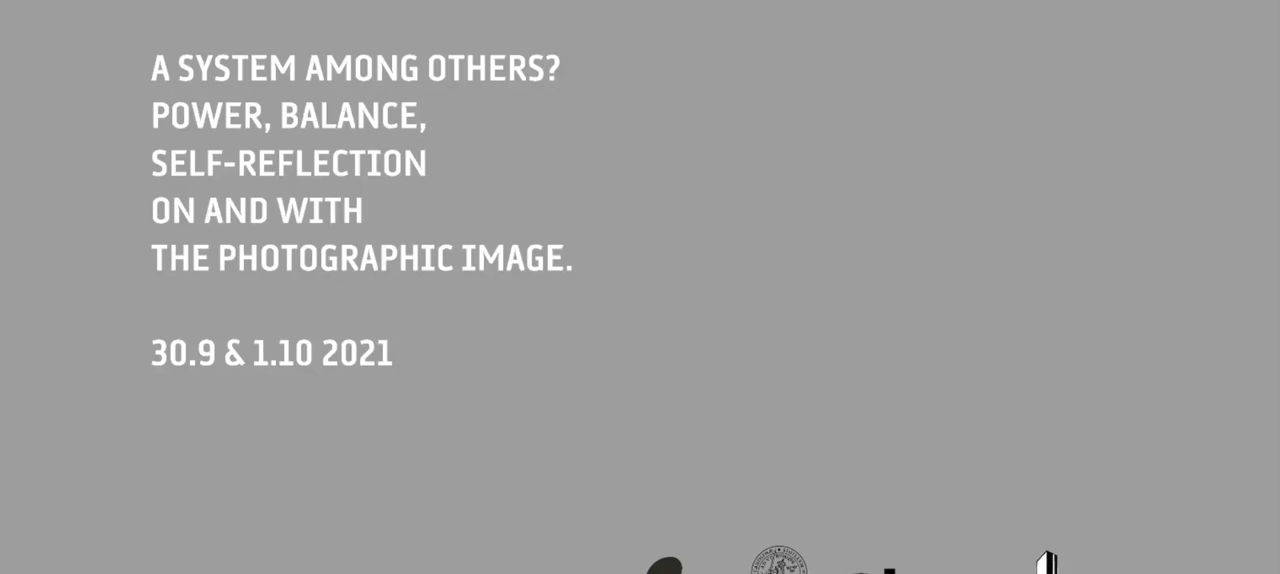 A SYSTEM AMONG OTHERS?
POWER, BALANCE,
SELF-REFLECTION
ON AND WITH
THE PHOTOGRAPHIC IMAGE.
30.9 & 1.10 2021